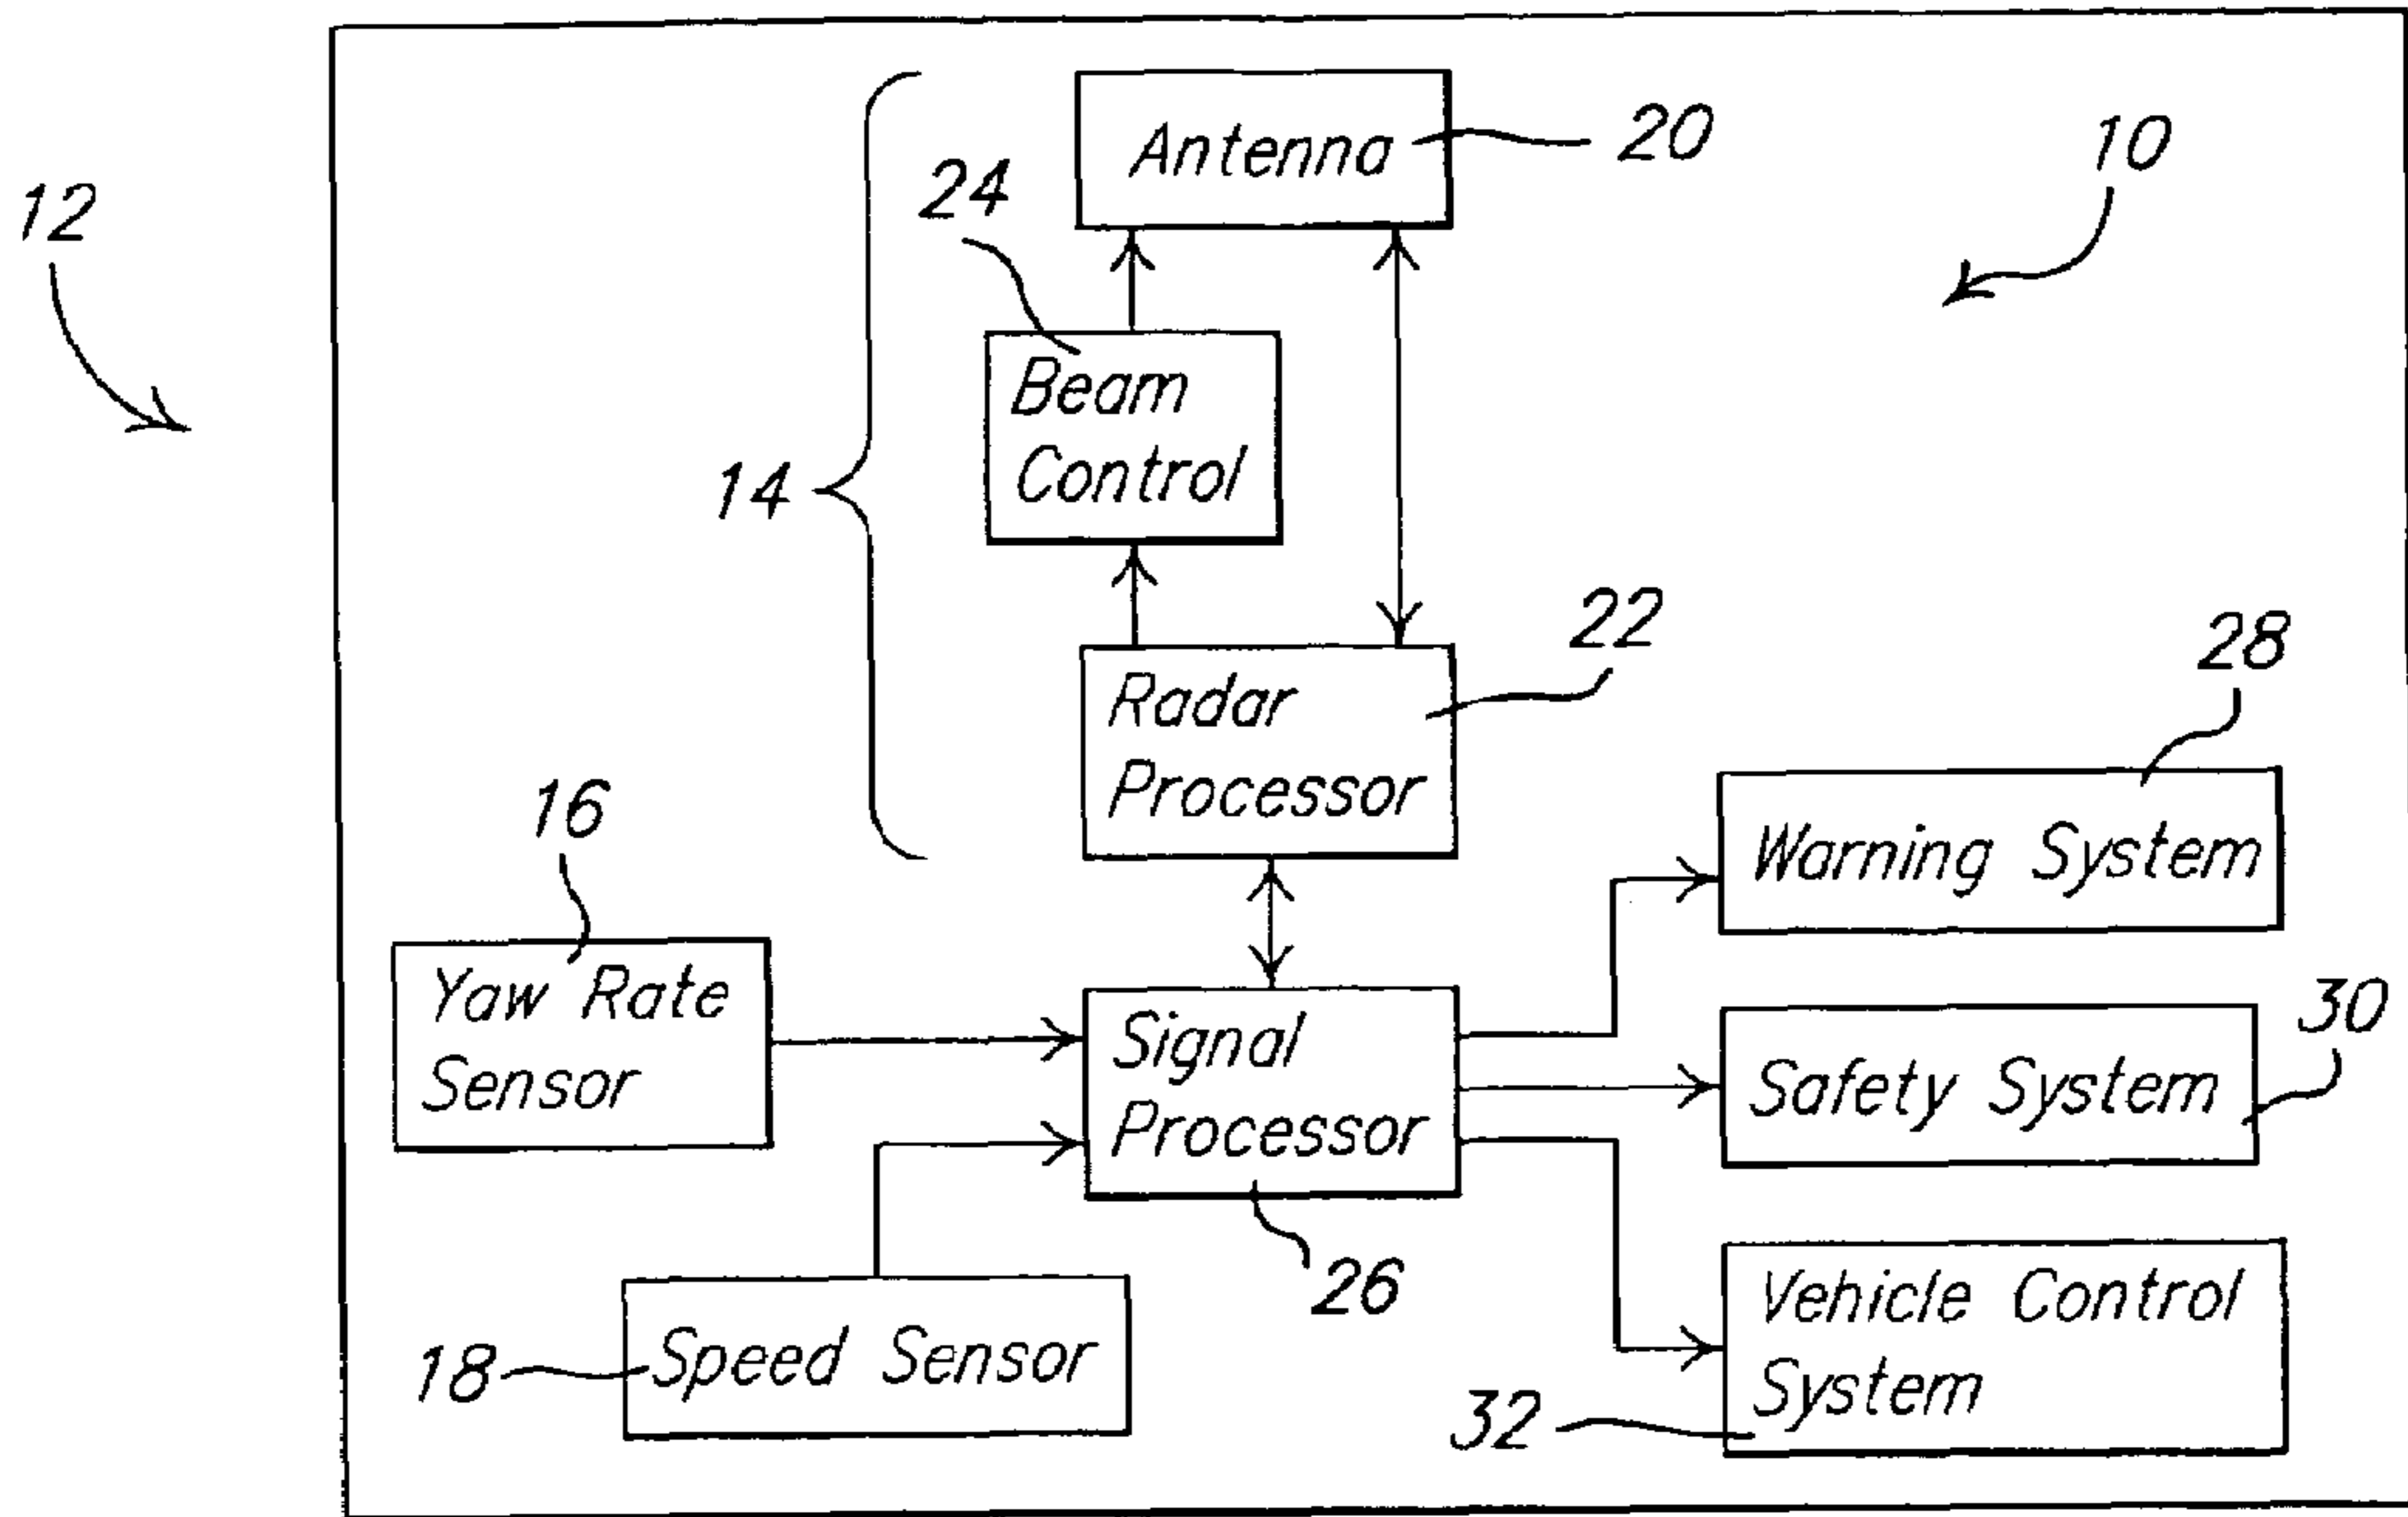 Antenna
20
10
24
12
Beam
Control
14
22
Radar
Processor
28
16
Warning System
Yaw Rate
Sensor
30
Signal
Processor
Safety System
26
Vehicle Control
System
18
Speed Sensor
32